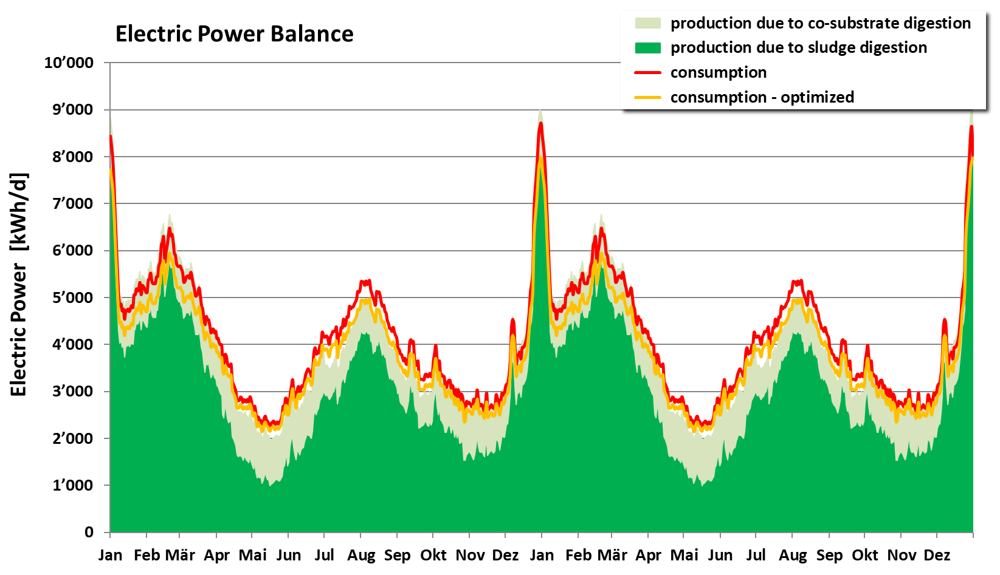 Electric Power Balance
production due to co-substrate digestion
production due to sludge digestion
consumption
consumption - optimized
Electric Power [kWh/d]
10’000
9’000
8’000
7’000
6’000
5’000
4’000
3’000
2’000
1’000
0
Jan Feb Mär Apr Mai Jun Jul Aug Sep Okt Nov Dez Jan Feb Mär Apr Mai Jun Jul Aug Sep Okt Nov Dez